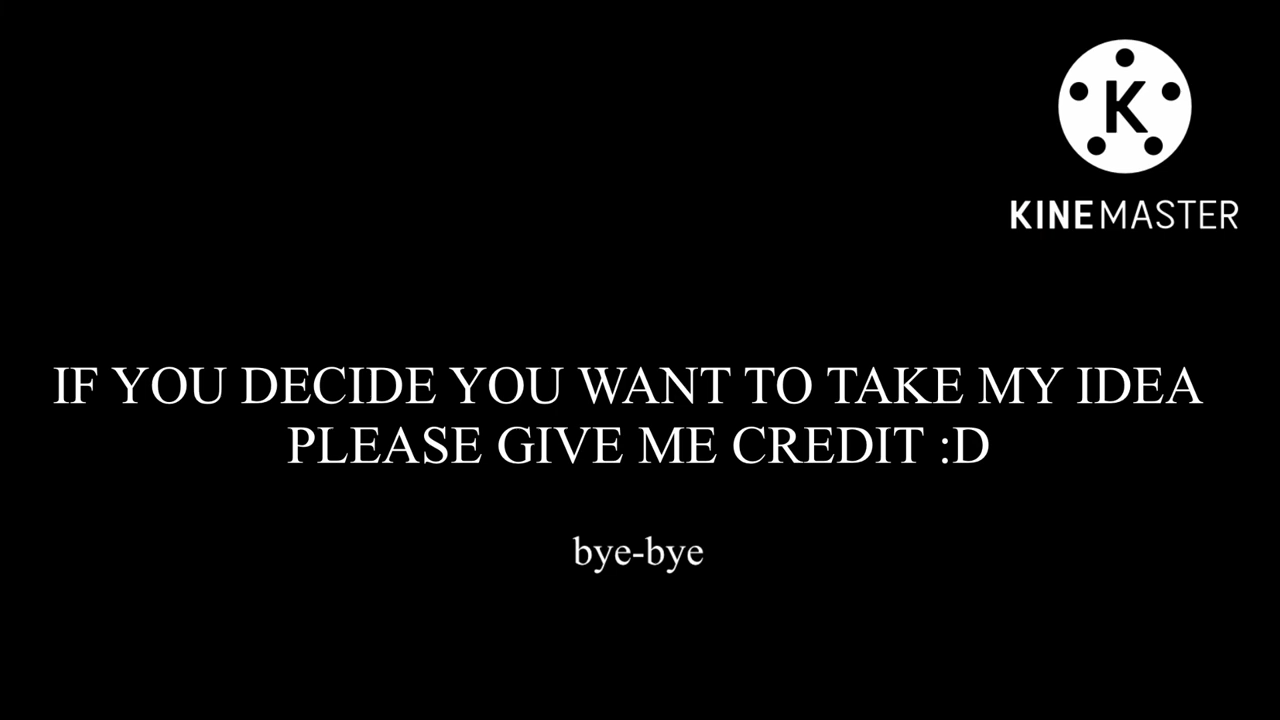 K
KINEMASTER
IF YOU DECIDE YOU WANT TO TAKE MY IDEA
PLEASE GIVE ME CREDIT :D
bye-bye